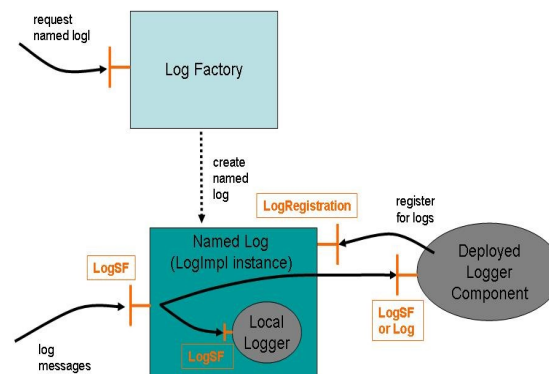 request
named logl
Log Factory
create
named
log
LogRegistration
register
for logs
Named Log
(LogImpl instance)
Deployed
Logger
Component
LogSF
LogSF
or Log
Local
Logger
LogSF
log
messages